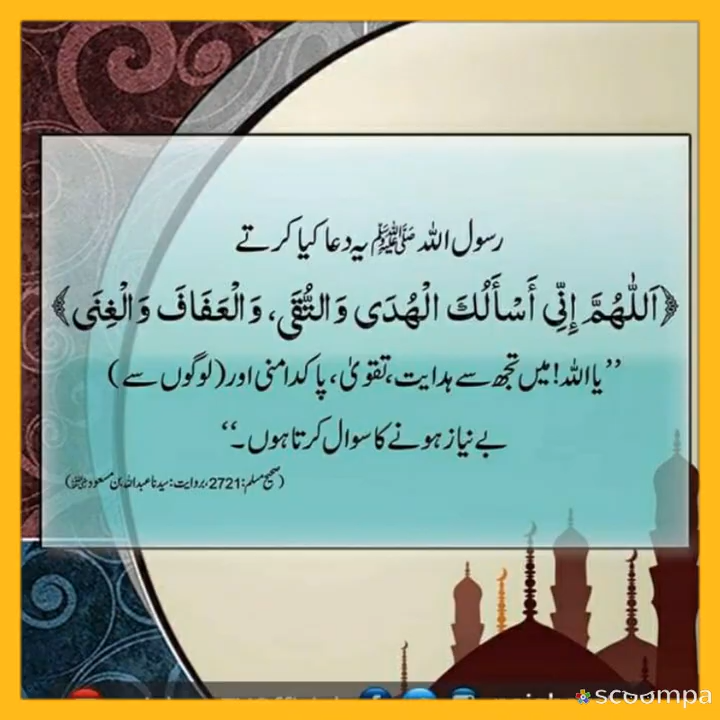 رسول اللہ ﷺ یہ دعا کیا کرتے
﴿اَللّٰهُمَّ إِنِّي أَسْأَلُكَ الْهُدَى وَالتُّقَى، وَالْعَفَافَ وَالْغِنَى﴾
’’یا اللہ! میں تجھ سے ہدایت، تقویٰ، پاکدامنی اور (لوگوں سے)
بے نیاز ہونے کا سوال کرتا ہوں۔‘‘
(صحیح مسلم: 2721، بروایت: سیدنا عبداللہ بن مسعود رضی اللہ عنہ)
scoompa